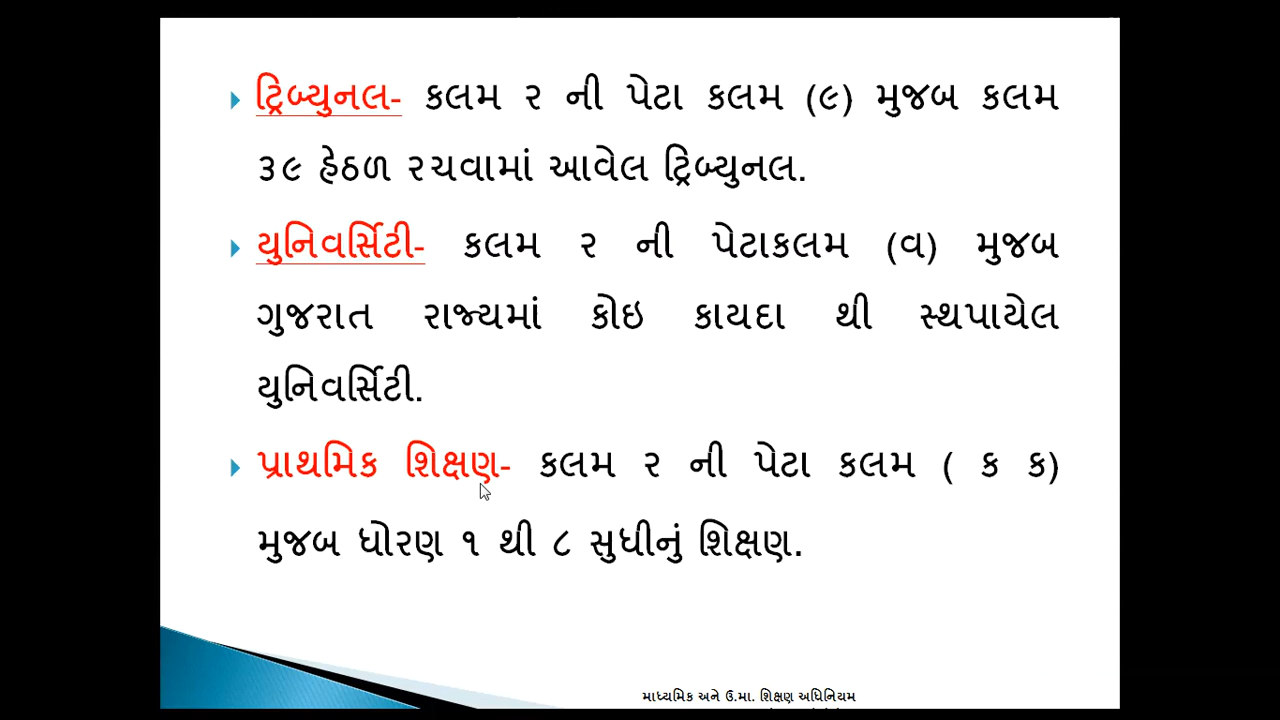 ટ્રિબ્યુનલ- કલમ ૨ ની પેટા કલમ (૯) મુજબ કલમ
૩૯ હેઠળ રચવામાં આવેલ ટ્રિબ્યુનલ.
યુનિવર્સિટી- કલમ ૨ ની પેટાકલમ (વ) મુજબ
ગુજરાત રાજ્યમાં કોઇ કાયદા થી સ્થપાયેલ
યુનિવર્સિટી.
પ્રાથમિક શિક્ષણ- કલમ ૨ ની પેટા કલમ ( ક ક)
મુજબ ધોરણ ૧ થી ૮ સુધીનું શિક્ષણ.
માધ્યમિક અને ઉ.મા. શિક્ષણ અધિનિયમ